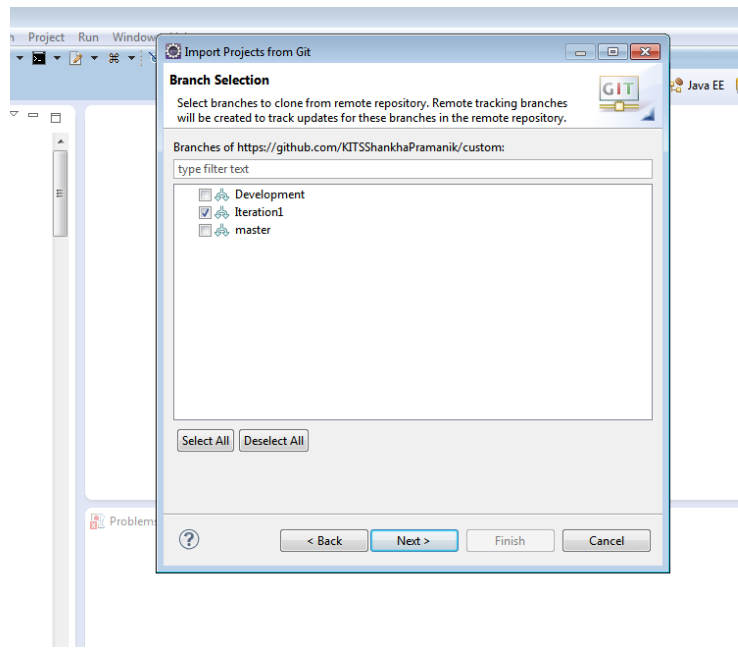 Project Run Window
Import Projects from Git
Java EE
Branch Selection
GIT
Select branches to clone from remote repository. Remote tracking branches
will be created to track updates for these branches in the remote repository.
Branches of https://github.com/KITSShankhaPramanik/custom:
type filter text
Development
Iteration1
master
Select All Deselect All
Problems
? < Back Next > Finish Cancel